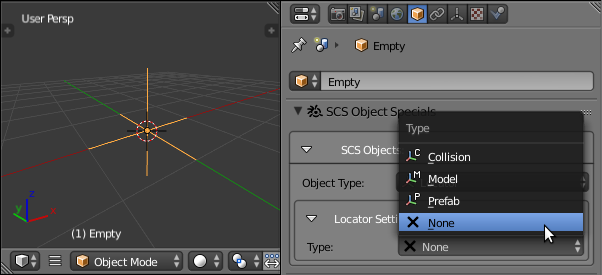 User Persp
Empty
Empty
SCS Object Specials
Type
SCS Objects
Collision
Object Type:
Model
Prefab
Locator Setti
None
Type:
None
z
y
x
(1) Empty
Object Mode